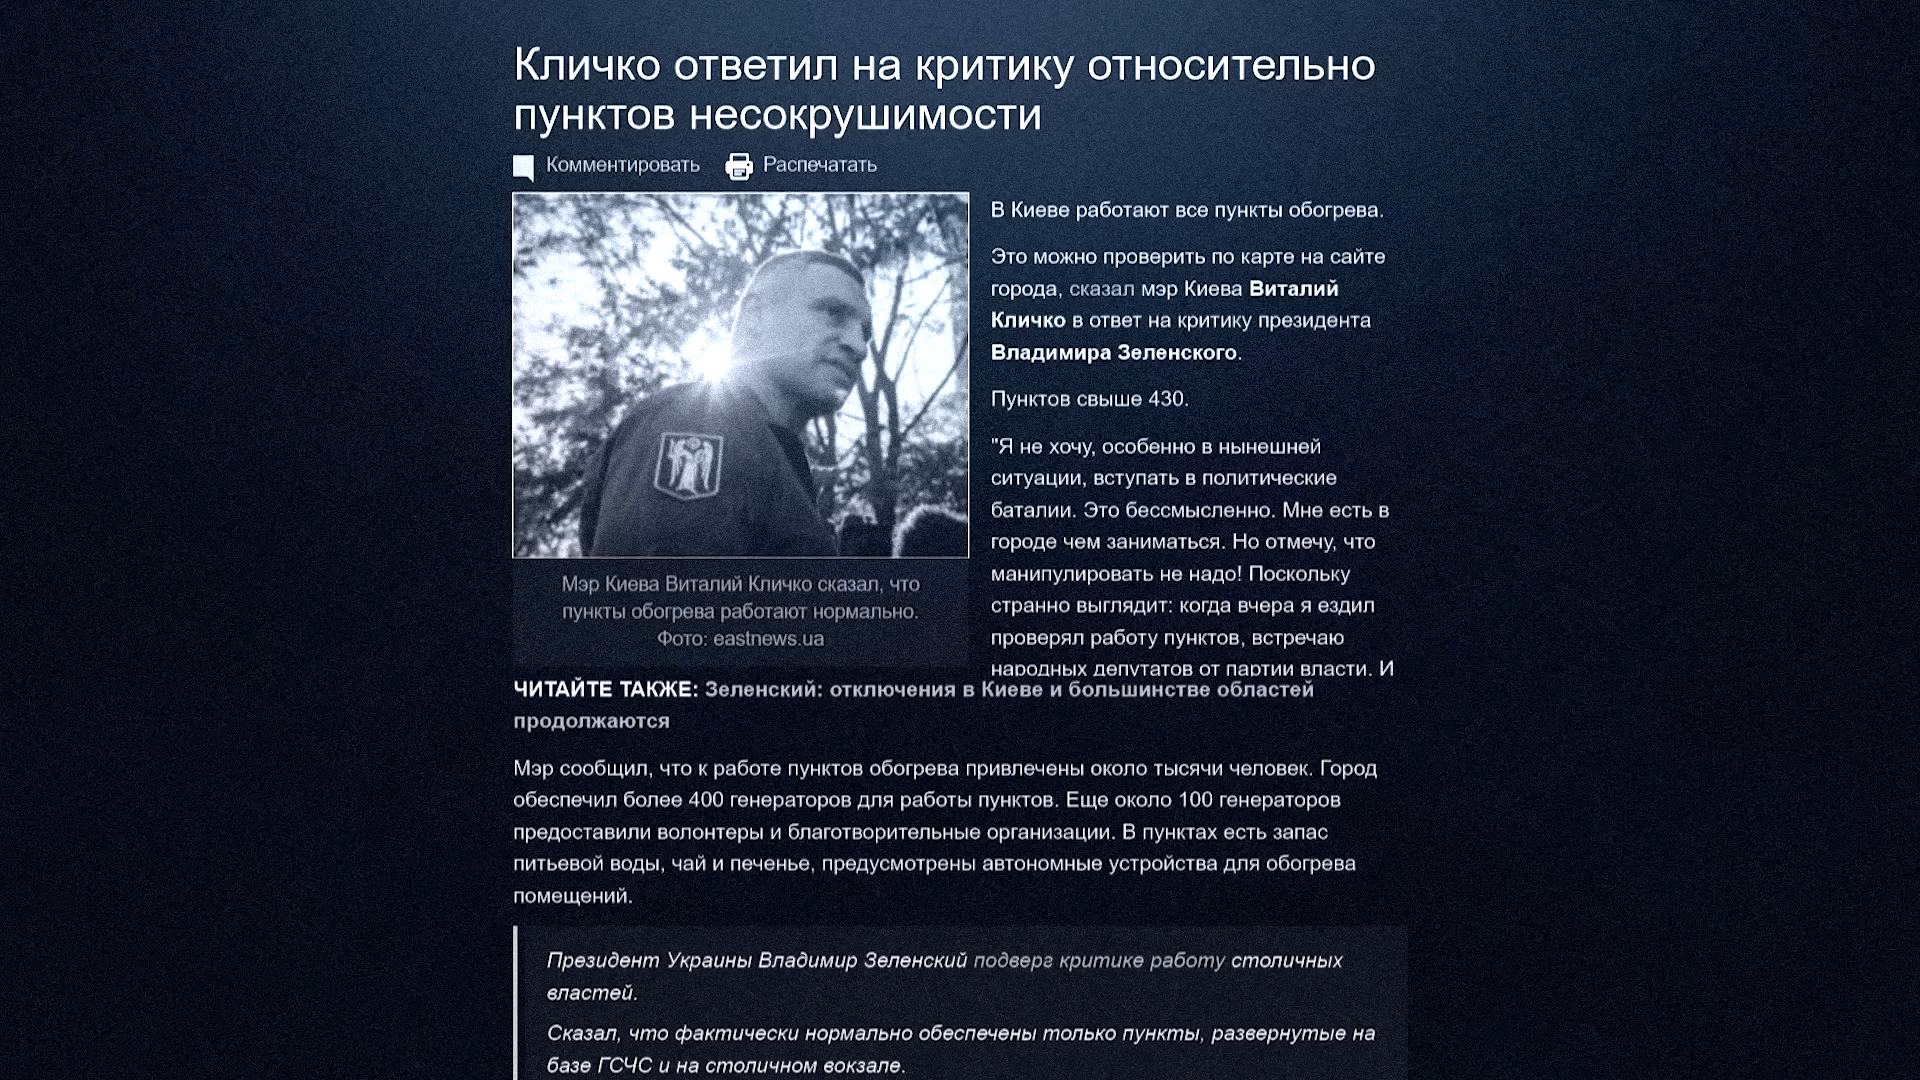 Кличко ответил на критику относительно
пунктов несокрушимости
Комментировать Распечатать
В Киеве работают все пункты обогрева.
Это можно проверить по карте на сайте
города, сказал мэр Киева Виталий
Кличко в ответ на критику президента
Владимира Зеленского.
Пунктов свыше 430.
"Я не хочу, особенно в нынешней
ситуации, вступать в политические
баталии. Это бессмысленно. Мне есть в
городе чем заниматься. Но отмечу, что
манипулировать не надо! Поскольку
странно выглядит: когда вчера я ездил
проверял работу пунктов, встречаю
народных депутатов от партии власти. И
Мэр Киева Виталий Кличко сказал, что
пункты обогрева работают нормально.
Фото: eastnews.ua
ЧИТАЙТЕ ТАКЖЕ: Зеленский: отключения в Киеве и большинстве областей
продолжаются
Мэр сообщил, что к работе пунктов обогрева привлечены около тысячи человек. Город
обеспечил более 400 генераторов для работы пунктов. Еще около 100 генераторов
предоставили волонтеры и благотворительные организации. В пунктах есть запас
питьевой воды, чай и печенье, предусмотрены автономные устройства для обогрева
помещений.
Президент Украины Владимир Зеленский подверг критике работу столичных
властей.
Сказал, что фактически нормально обеспечены только пункты, развернутые на
базе ГСЧС и на столичном вокзале.